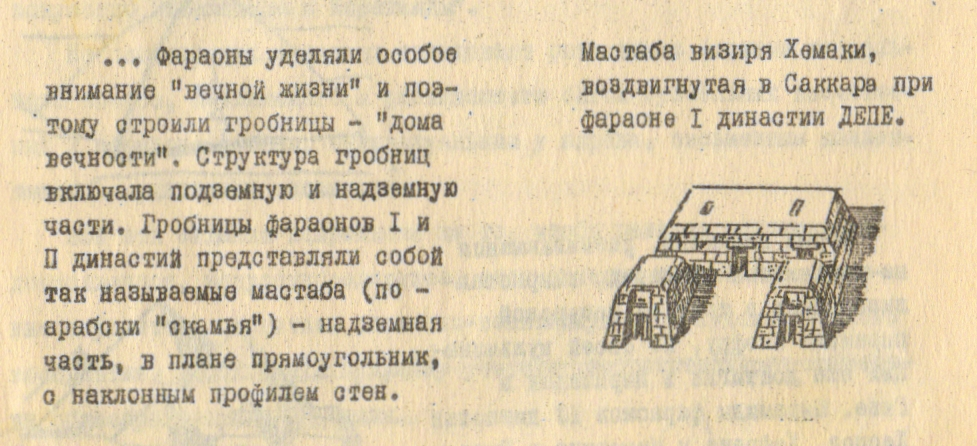 ... Фараоны уделяли особое
внимание "вечной жизни" и поэ-
тому строили гробницы - "дома
вечности". Структура гробниц
включала подземную и надземную
части. Гробницы фараонов I и
П династий представляли собой
так называемые мастаба (по -
арабски "скамья") - надземная
часть, в плане прямоугольник,
с наклонным профилем стен.
Мастаба визиря Хемаки,
воздвигнутая в Саккара при
фараоне I династии ДЕПЕ.